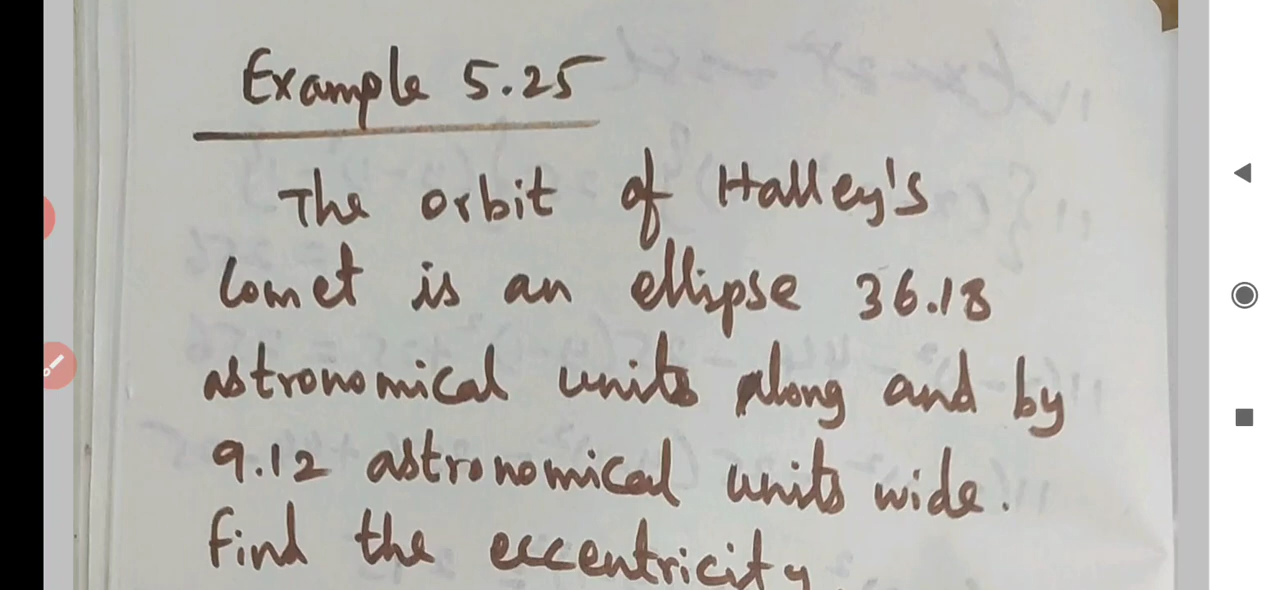 Example 5.25
The orbit of Halley's
Comet is an ellipse 36.18
astronomical units along and by
9.12 astronomical units wide.
Find the eccentricity